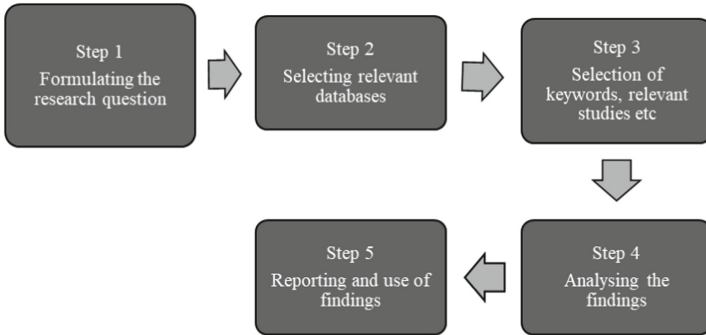 Step 1
Formulating the
research question
Step 2
Selecting relevant
databases
Step 3
Selection of
keywords, relevant
studies etc
Step 4
Analysing the
findings
Step 5
Reporting and use of
findings